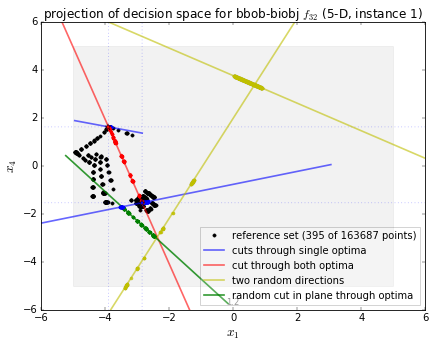 projection of decision space for bbob-biobj f32 (5-D, instance 1)
6
4
2
0
−2
−4
−6
x4
reference set (395 of 163687 points)
cuts through single optima
cut through both optima
two random directions
random cut in plane through optima
−6
−4
−2
0
2
4
6
x1